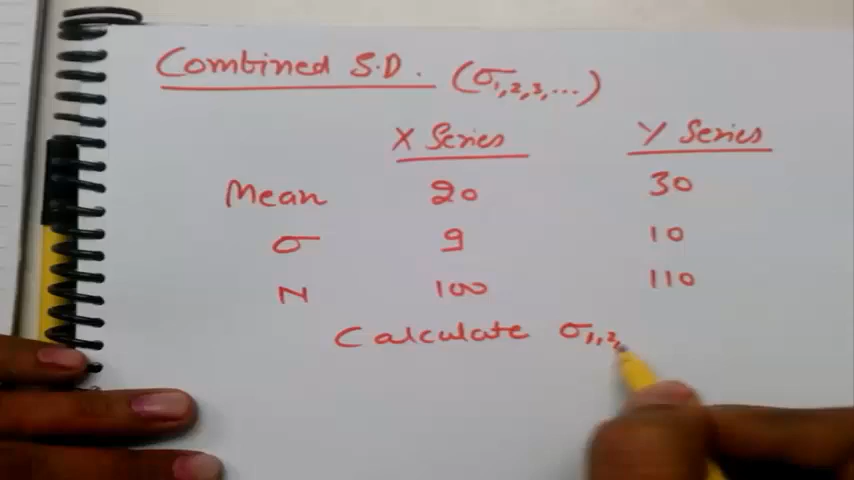 Combined S.D. (σ1,2,3,...)
X Series Y Series
Mean 20 30
σ 9 10
N 100 110
Calculate σ1,2,